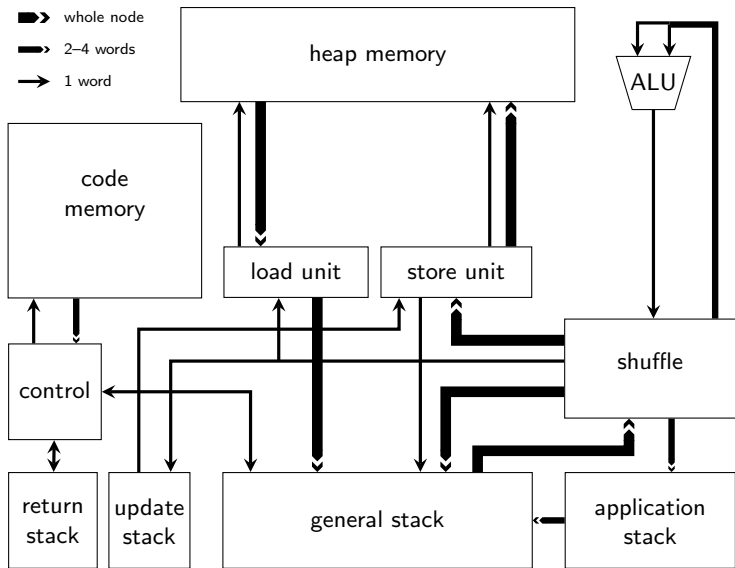 whole node
2–4 words
1 word
heap memory
ALU
code
memory
load unit
store unit
shuffle
control
return
stack
update
stack
general stack
application
stack